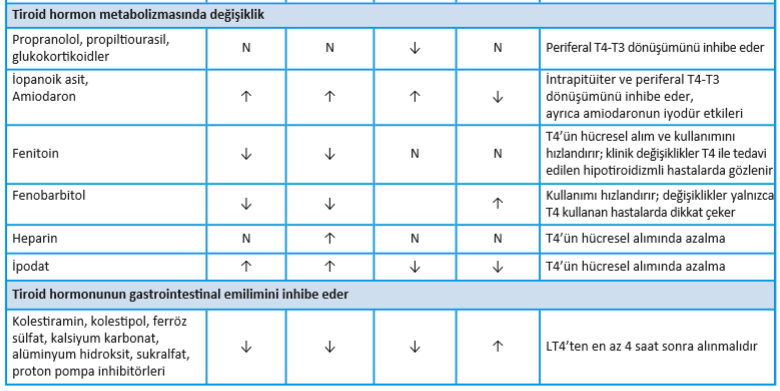 Tiroid hormon metabolizmasında değişiklik
Propranolol, propiltiourasil,
glukokortikoidler
N N ↓ N
Periferal T4-T3 dönüşümünü inhibe eder
İopanoik asit,
Amiodaron
↑ ↑ ↑ ↓
İntrapitüiter ve periferal T4-T3
dönüşümünü inhibe eder,
ayrıca amiodaronun iyodür etkileri
Fenitoin
↓ ↓ N N
T4’ün hücresel alım ve kullanımını
hızlandırır; klinik değişiklikler T4 ile tedavi
edilen hipotiroidizmli hastalarda gözlenir
Fenobarbitol
↓ ↓ ↑
Kullanımı hızlandırır; değişiklikler yalnızca
T4 kullanan hastalarda dikkat çeker
Heparin
N ↑ N N
T4’ün hücresel alımında azalma
İpodat
↑ ↑ ↓ ↓
T4’ün hücresel alımında azalma
Tiroid hormonunun gastrointestinal emilimini inhibe eder
Kolestiramin, kolestipol, ferröz
sülfat, kalsiyum karbonat,
alüminyum hidroksit, sukralfat,
proton pompa inhibitörleri
↓ ↓ ↓ ↑
LT4’ten en az 4 saat sonra alınmalıdır